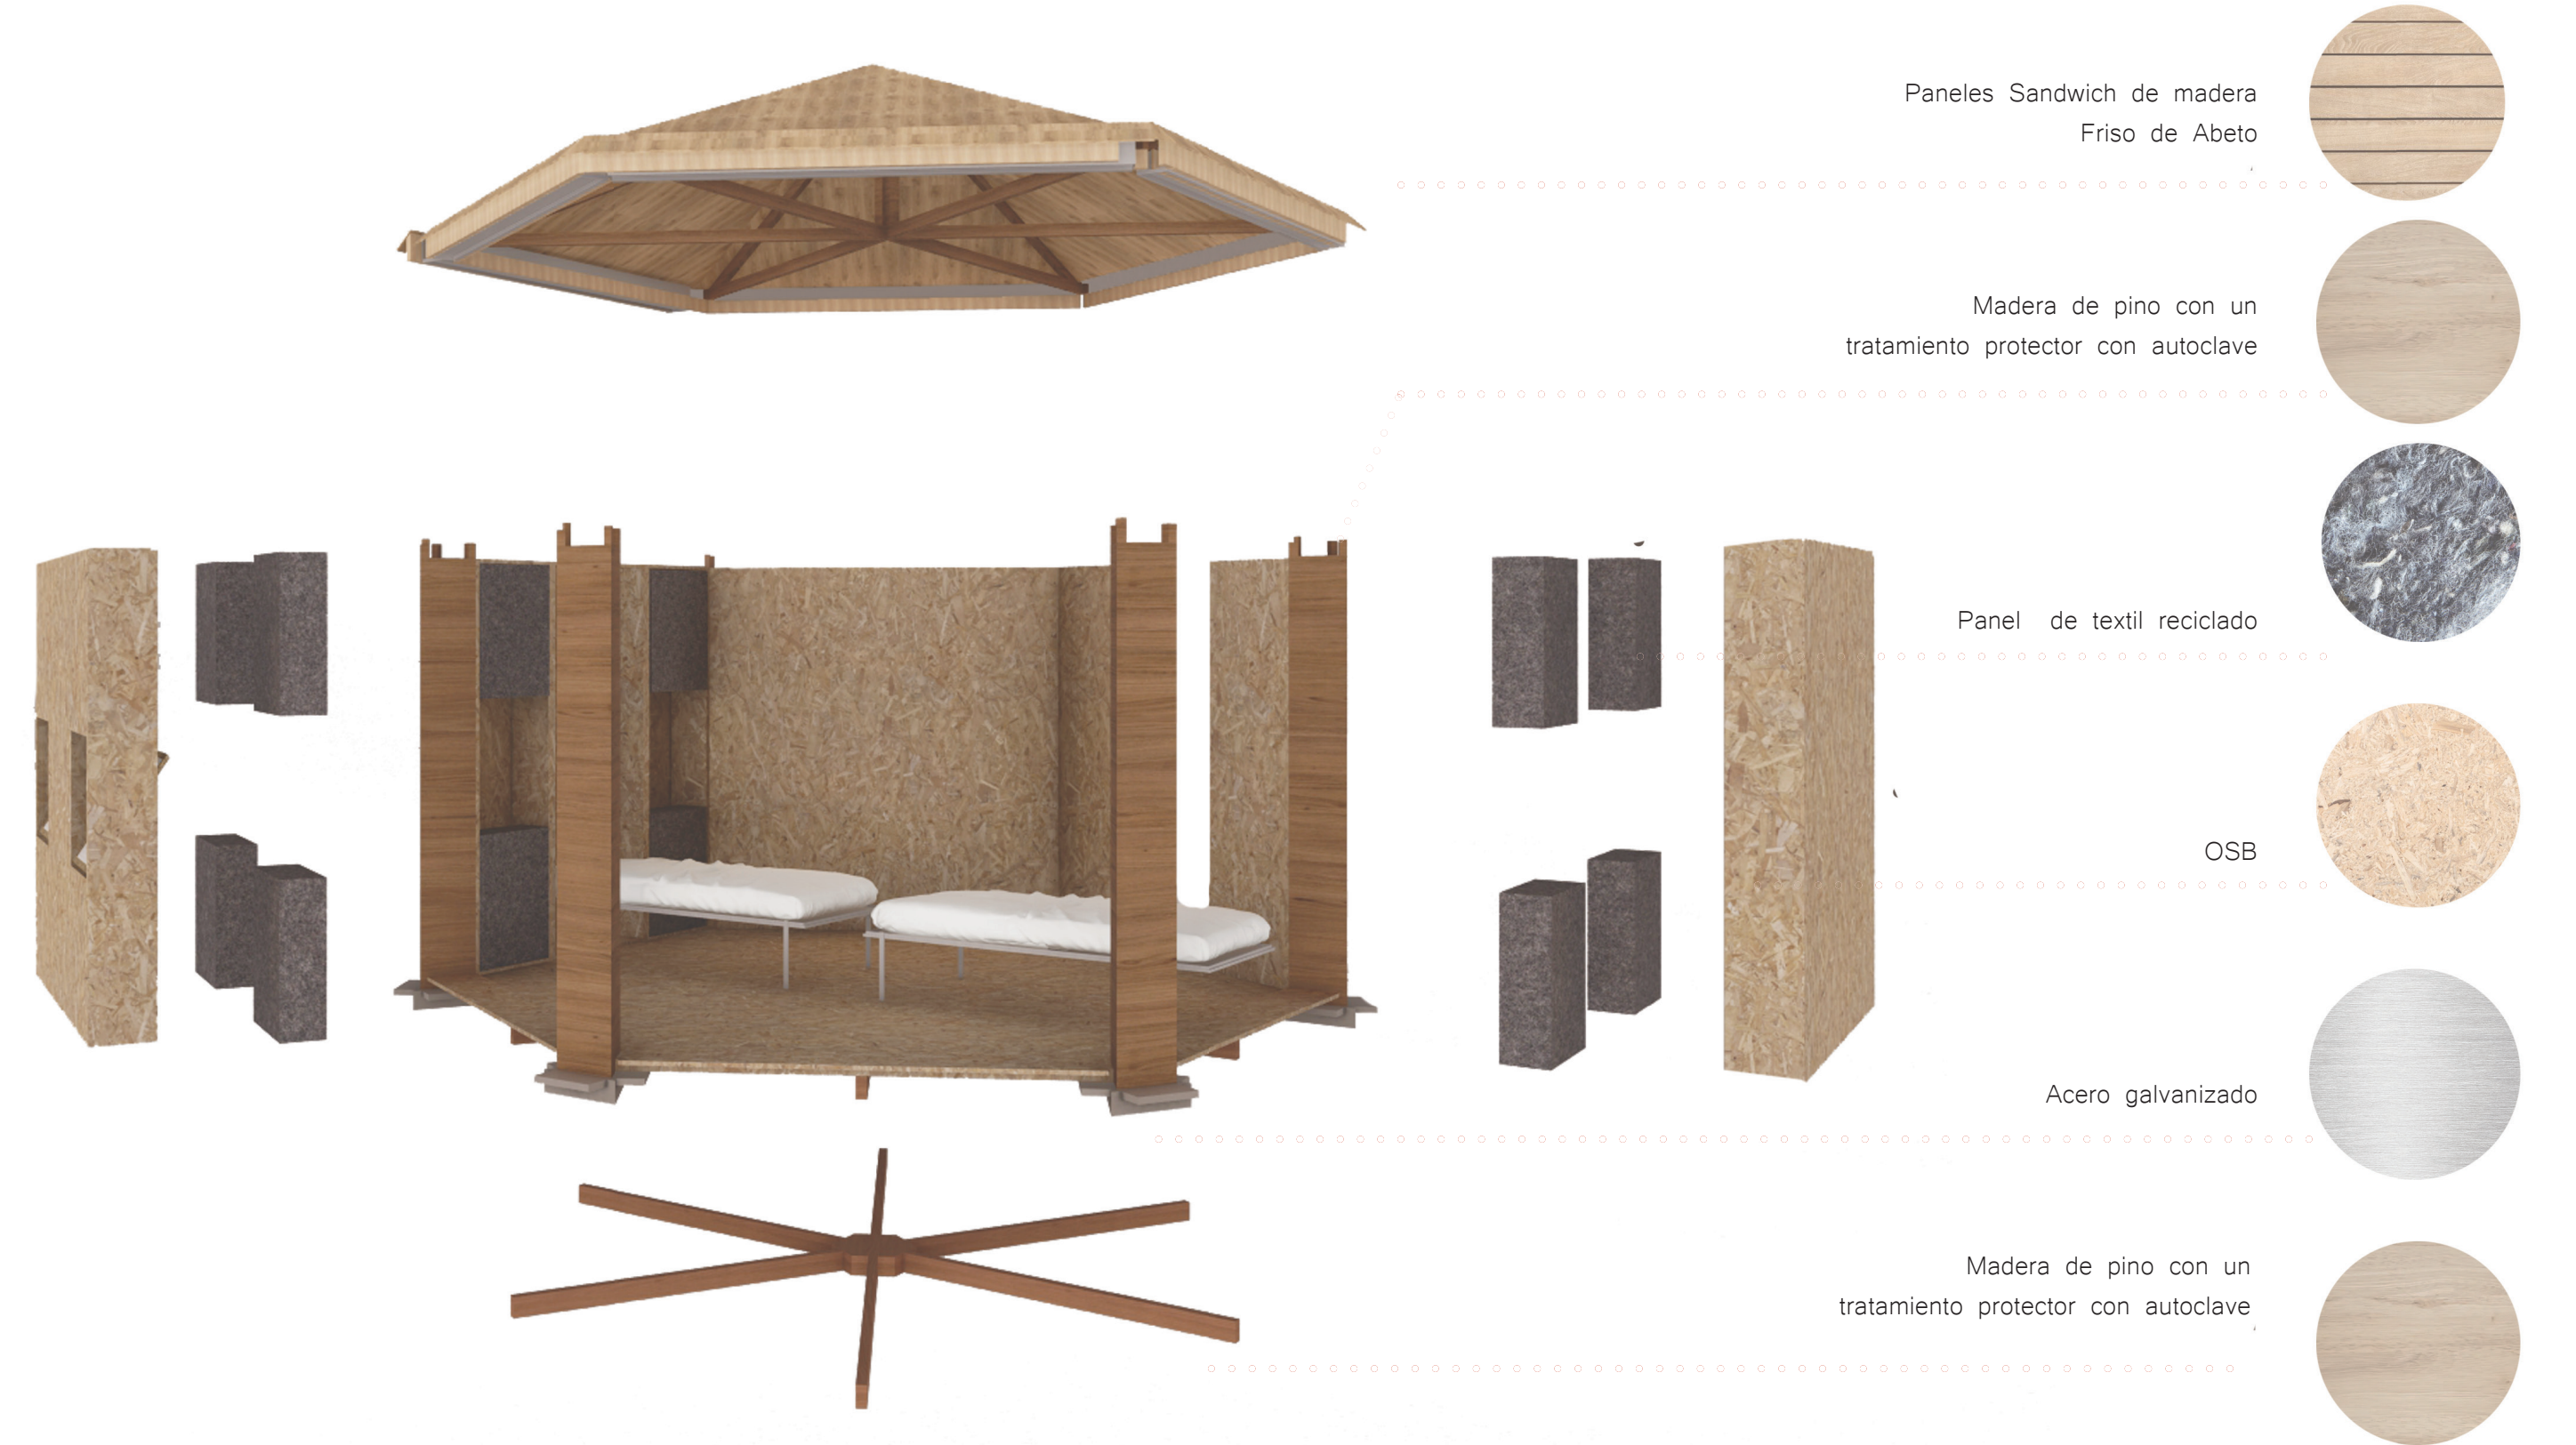 Paneles Sandwich de madera
Friso de Abeto
Madera de pino con un
tratamiento protector con autoclave
Panel de textil reciclado
OSB
Acero galvanizado
Madera de pino con un
tratamiento protector con autoclave